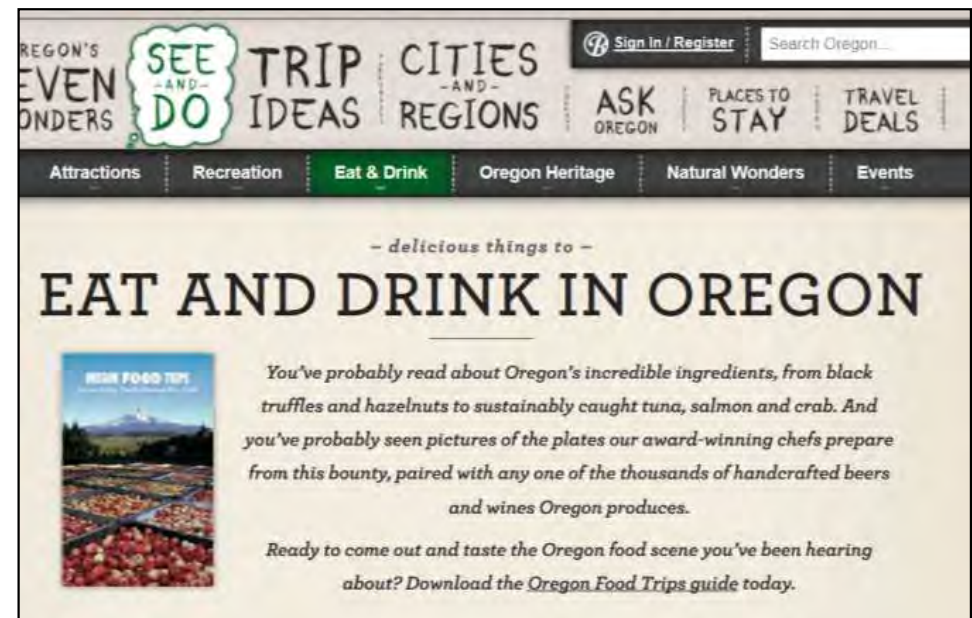 REGON'S
EVEN
ONDERS
SEE
-AND-
DO
TRIP
IDEAS
CITIES
-AND-
REGIONS
Sign In / Register
Search Oregon...
ASK
OREGON
PLACES TO
STAY
TRAVEL
DEALS
Attractions Recreation Eat & Drink Oregon Heritage Natural Wonders Events
– delicious things to –
EAT AND DRINK IN OREGON
FOOD TRIPS
You've probably read about Oregon's incredible ingredients, from black
truffles and hazelnuts to sustainably caught tuna, salmon and crab. And
you've probably seen pictures of the plates our award-winning chefs prepare
from this bounty, paired with any one of the thousands of handcrafted beers
and wines Oregon produces.
Ready to come out and taste the Oregon food scene you've been hearing
about? Download the Oregon Food Trips guide today.